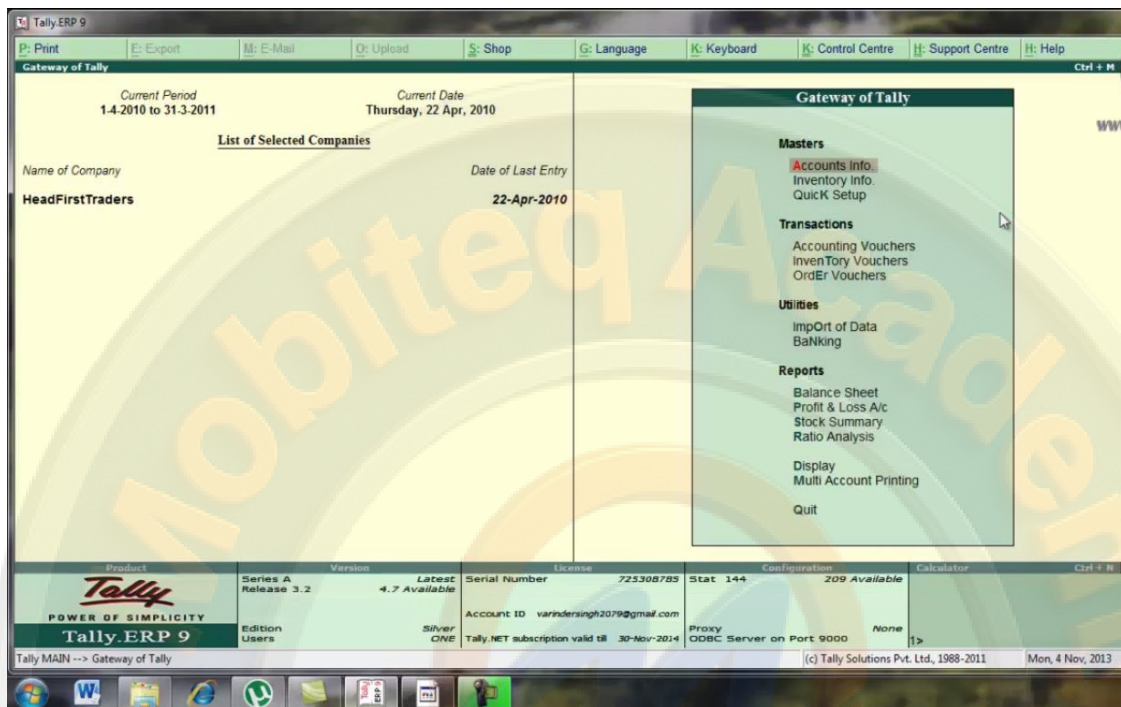 Tally.ERP 9
P: Print E: Export M: E-Mail O: Upload S: Shop G: Language K: Keyboard K: Control Centre H: Support Centre H: Help
Gateway of Tally Ctrl + M
Current Period Current Date
1-4-2010 to 31-3-2011 Thursday, 22 Apr, 2010
List of Selected Companies
Name of Company Date of Last Entry
HeadFirstTraders 22-Apr-2010
Gateway of Tally
Masters
Accounts Info.
Inventory Info.
QuicK Setup
Transactions
Accounting Vouchers
InvenTory Vouchers
OrdEr Vouchers
Utilities
ImpOrt of Data
BaNking
Reports
Balance Sheet
Profit & Loss A/c
Stock Summary
Ratio Analysis
Display
Multi Account Printing
Quit
Mobiteq Academ
Product Version License Configuration Calculator Ctrl + N
Tally
POWER OF SIMPLICITY
Tally.ERP 9
Series A Latest
Release 3.2 4.7 Available
Edition Silver
Users ONE
Serial Number 725308785
Account ID varindersingh2079@gmail.com
Tally.NET subscription valid till 30-Nov-2014
Stat 144 209 Available
Proxy None
ODBC Server on Port 9000
1>
Tally MAIN --> Gateway of Tally (c) Tally Solutions Pvt. Ltd., 1988-2011 Mon, 4 Nov, 2013